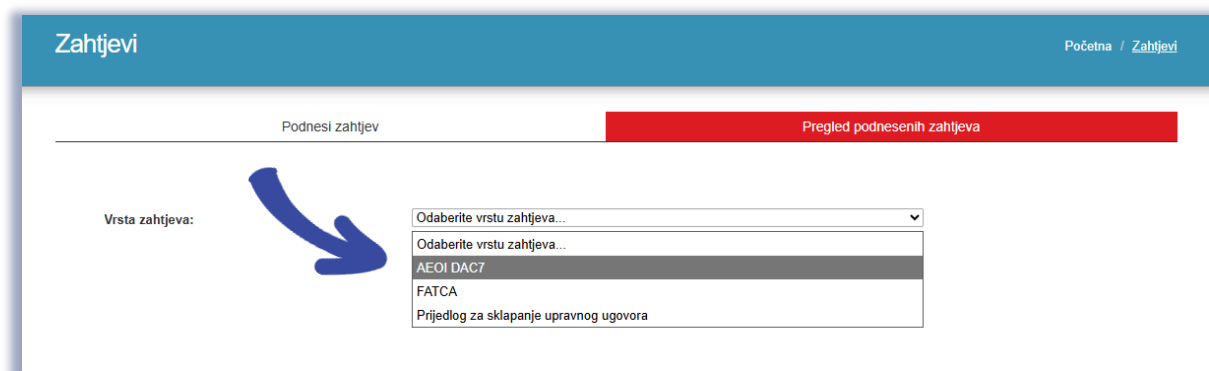 Zahtjevi
Početna / Zahtjevi
Podnesi zahtjev
Pregled podnesenih zahtjeva
Vrsta zahtjeva:
Odaberite vrstu zahtjeva...
Odaberite vrstu zahtjeva...
AEOI DAC7
FATCA
Prijedlog za sklapanje upravnog ugovora